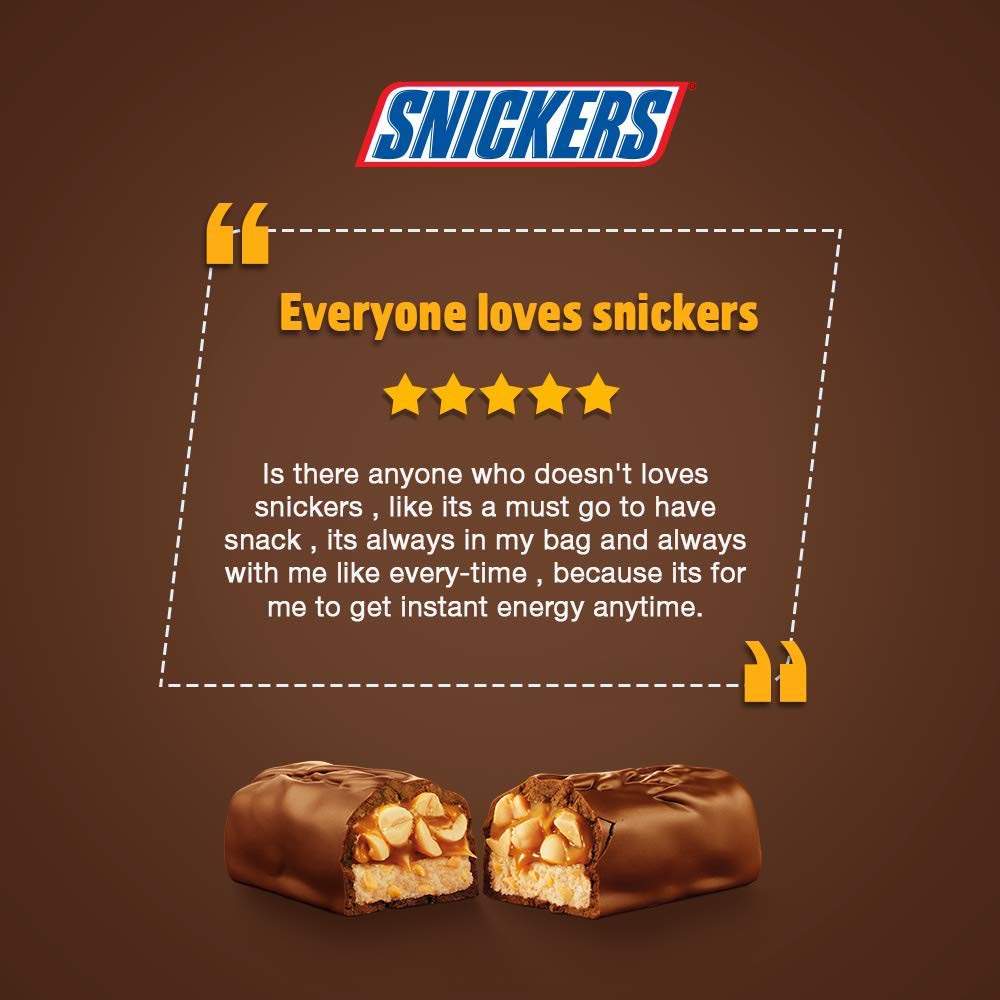 SNICKERS®
“
Everyone loves snickers
Is there anyone who doesn't loves
snickers , like its a must go to have
snack , its always in my bag and always
with me like every-time , because its for
me to get instant energy anytime.
”